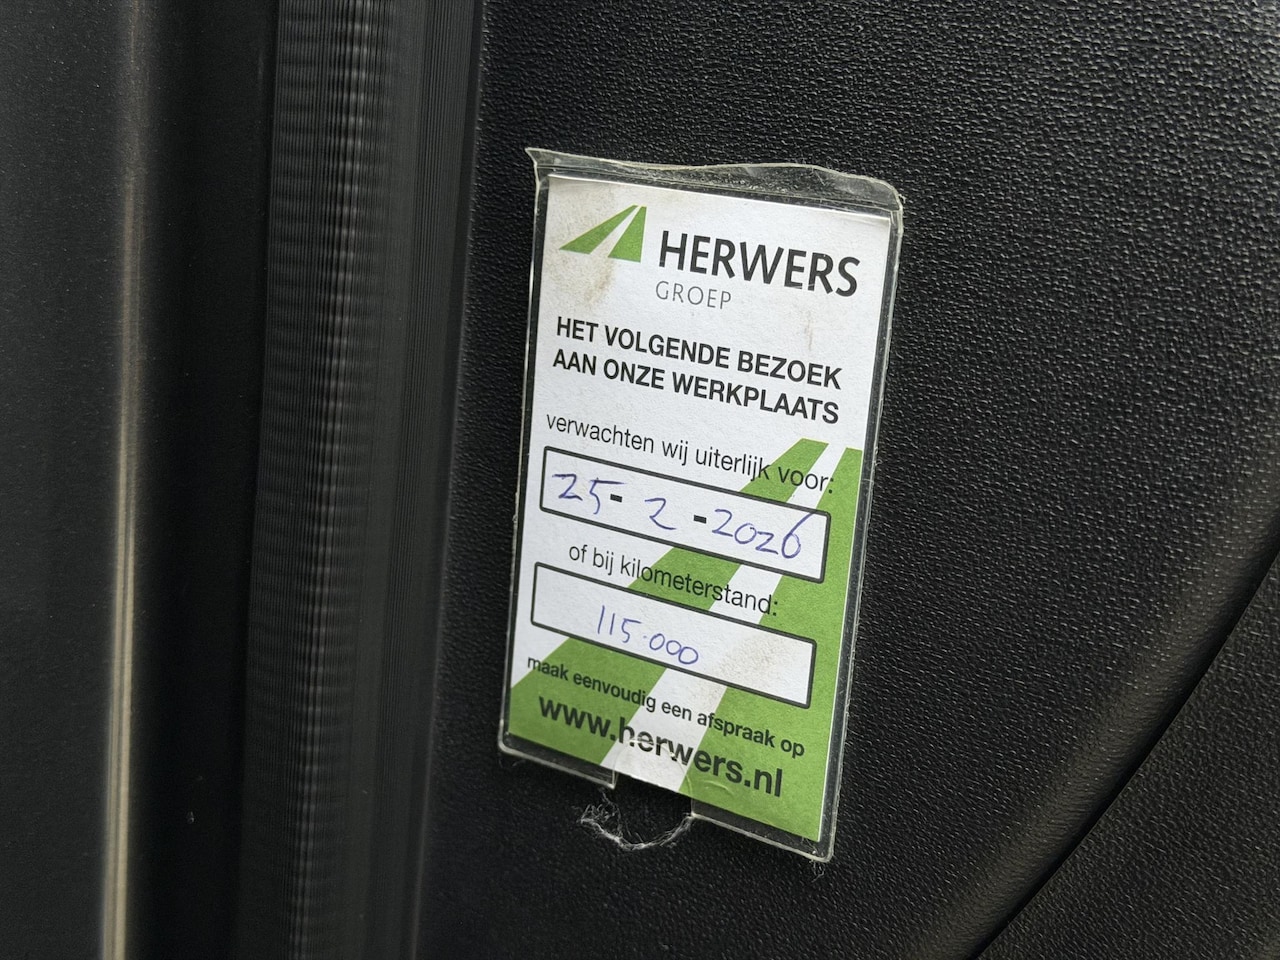 HERWERS
GROEP
HET VOLGENDE BEZOEK
AAN ONZE WERKPLAATS
verwachten wij uiterlijk voor:
25-2-2026
of bij kilometerstand:
115.000
maak eenvoudig een afspraak op
www.herwers.nl